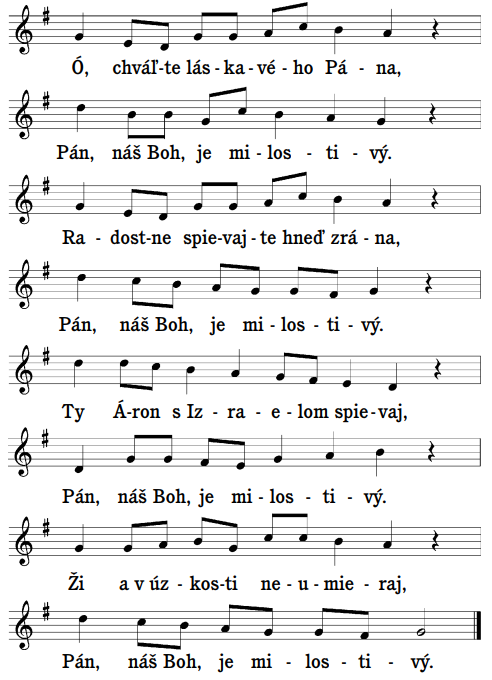 Ó, chváľ-te lás-ka-vé-ho Pá-na,
Pán, náš Boh, je mi-los-ti-vý.
Ra-dost-ne spie-vaj-te hneď zrá-na,
Pán, náš Boh, je mi-los-ti-vý.
Ty Á-ron s Iz-ra-e-lom spie-vaj,
Pán, náš Boh, je mi-los-ti-vý.
Ži a v úz-kos-ti ne-u-mie-raj,
Pán, náš Boh, je mi-los-ti-vý.